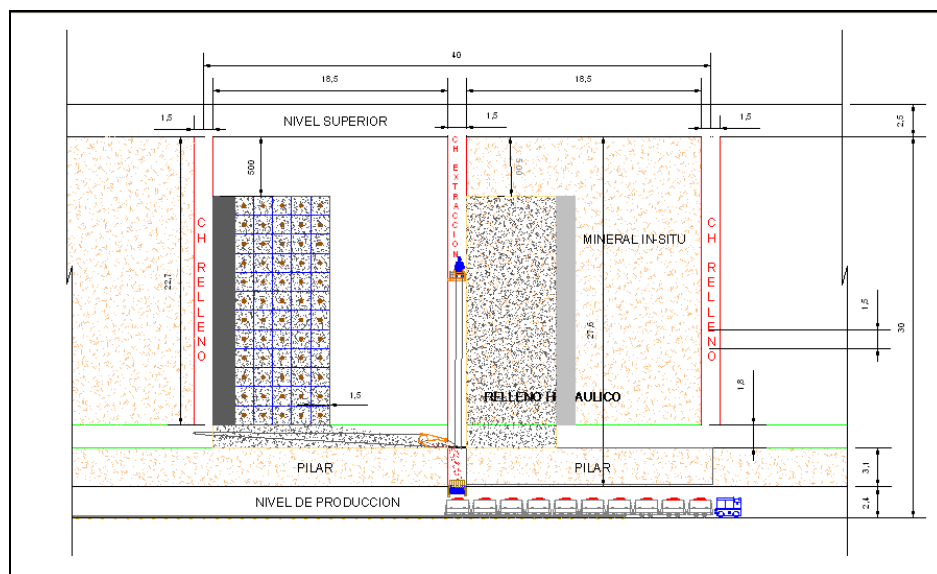 40
18,5
18,5
1,5
1,5
1,5
2,5
NIVEL SUPERIOR
500
500
CH EXTRACCION
CH RELLENO
CH RELLENO
MINERAL IN-SITU
22,7
27,6
1,5
30
1,5
1,8
RELLENO HIDRAULICO
PILAR
PILAR
3,1
NIVEL DE PRODUCCION
2,4